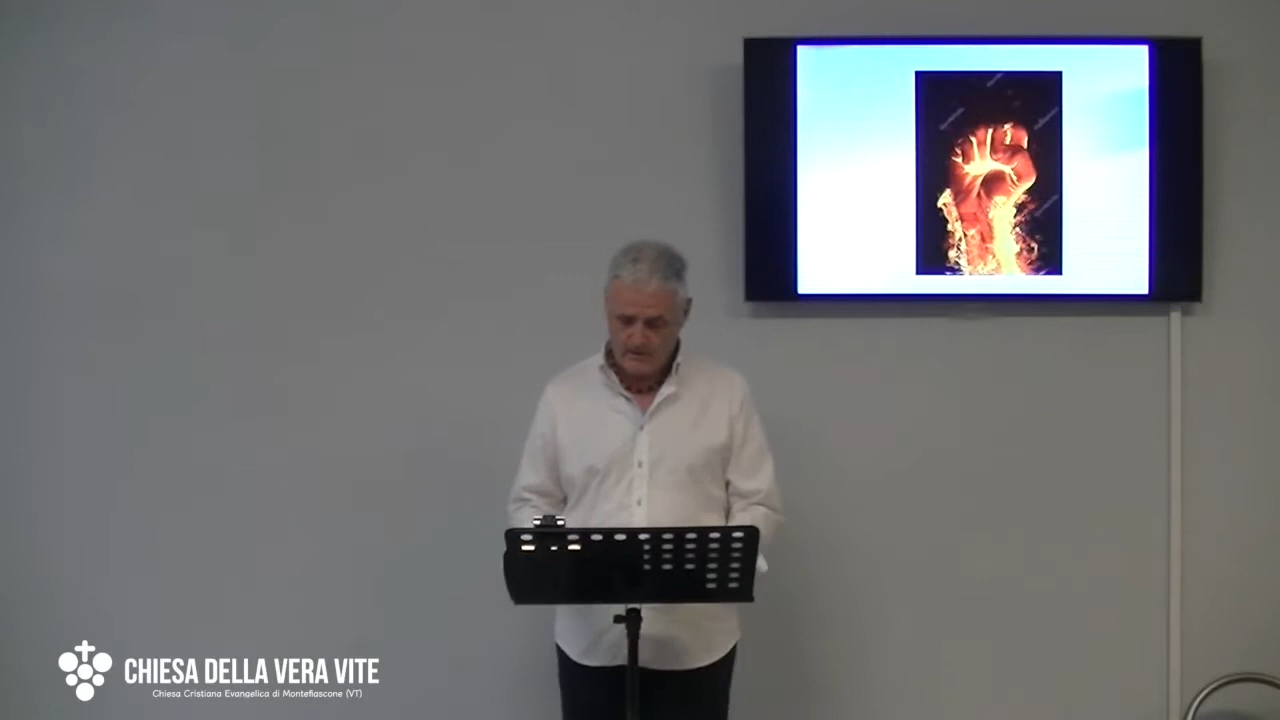 CHIESA DELLA VERA VITE
Chiesa Cristiana Evangelica di Montefiascone (VT)